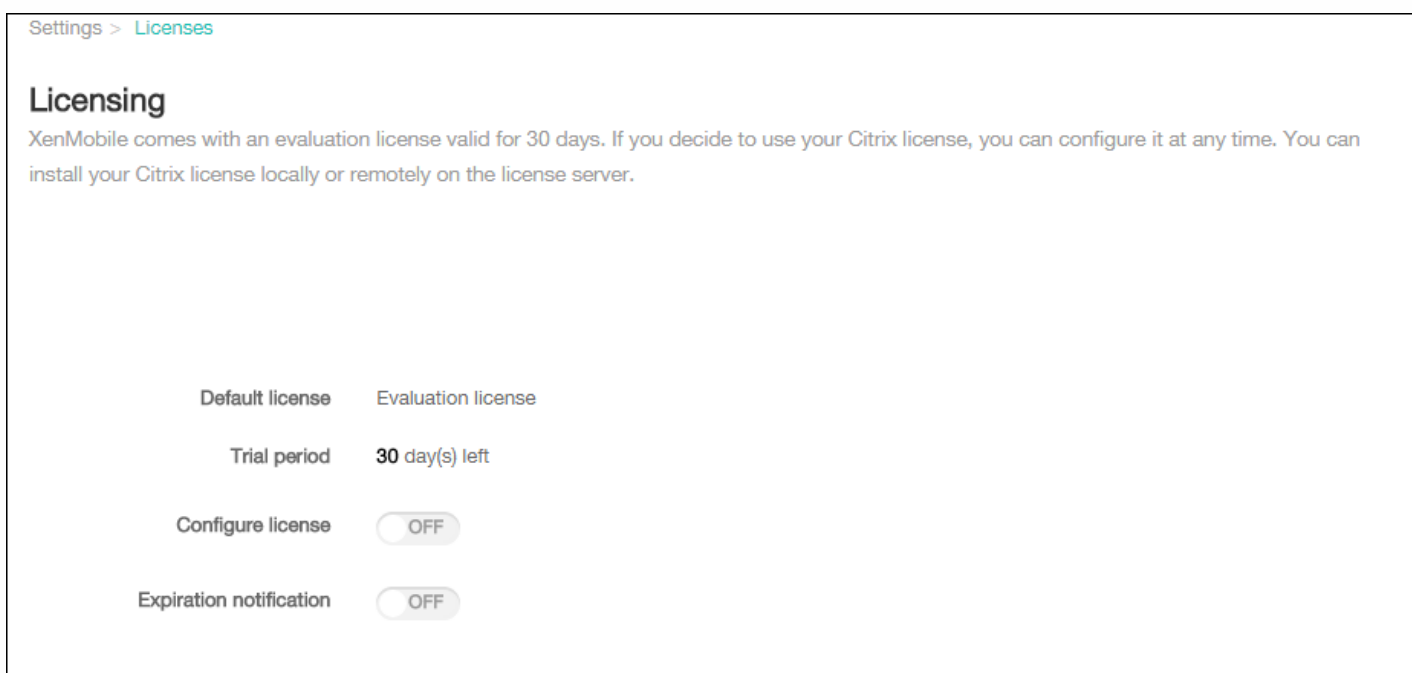 Settings > Licenses
Licensing
XenMobile comes with an evaluation license valid for 30 days. If you decide to use your Citrix license, you can configure it at any time. You can
install your Citrix license locally or remotely on the license server.
Default license Evaluation license
Trial period 30 day(s) left
Configure license OFF
Expiration notification OFF